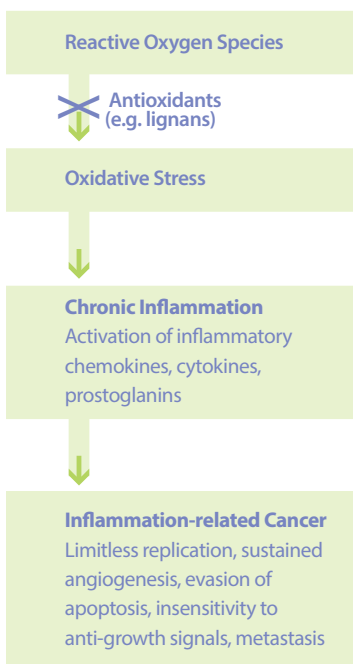 Reactive Oxygen Species
Antioxidants
(e.g. lignans)
Oxidative Stress
Chronic Inflammation
Activation of inflammatory
chemokines, cytokines,
prostoglanins
Inflammation-related Cancer
Limitless replication, sustained
angiogenesis, evasion of
apoptosis, insensitivity to
anti-growth signals, metastasis